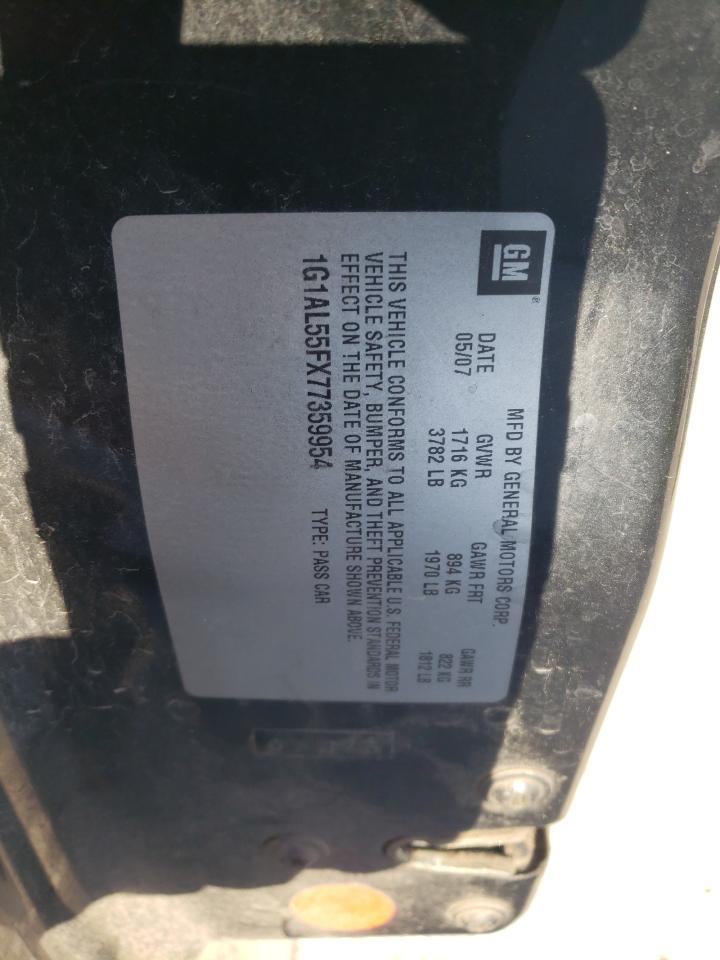 GM®
MFD BY GENERAL MOTORS CORP.
DATE GVWR GAWR FRT GAWR RR
05/07 1716 KG 894 KG 822 KG
3782 LB 1970 LB 1812 LB
THIS VEHICLE CONFORMS TO ALL APPLICABLE U.S. FEDERAL MOTOR
VEHICLE SAFETY, BUMPER, AND THEFT PREVENTION STANDARDS IN
EFFECT ON THE DATE OF MANUFACTURE SHOWN ABOVE.
1G1AL55FX77359954 TYPE: PASS CAR